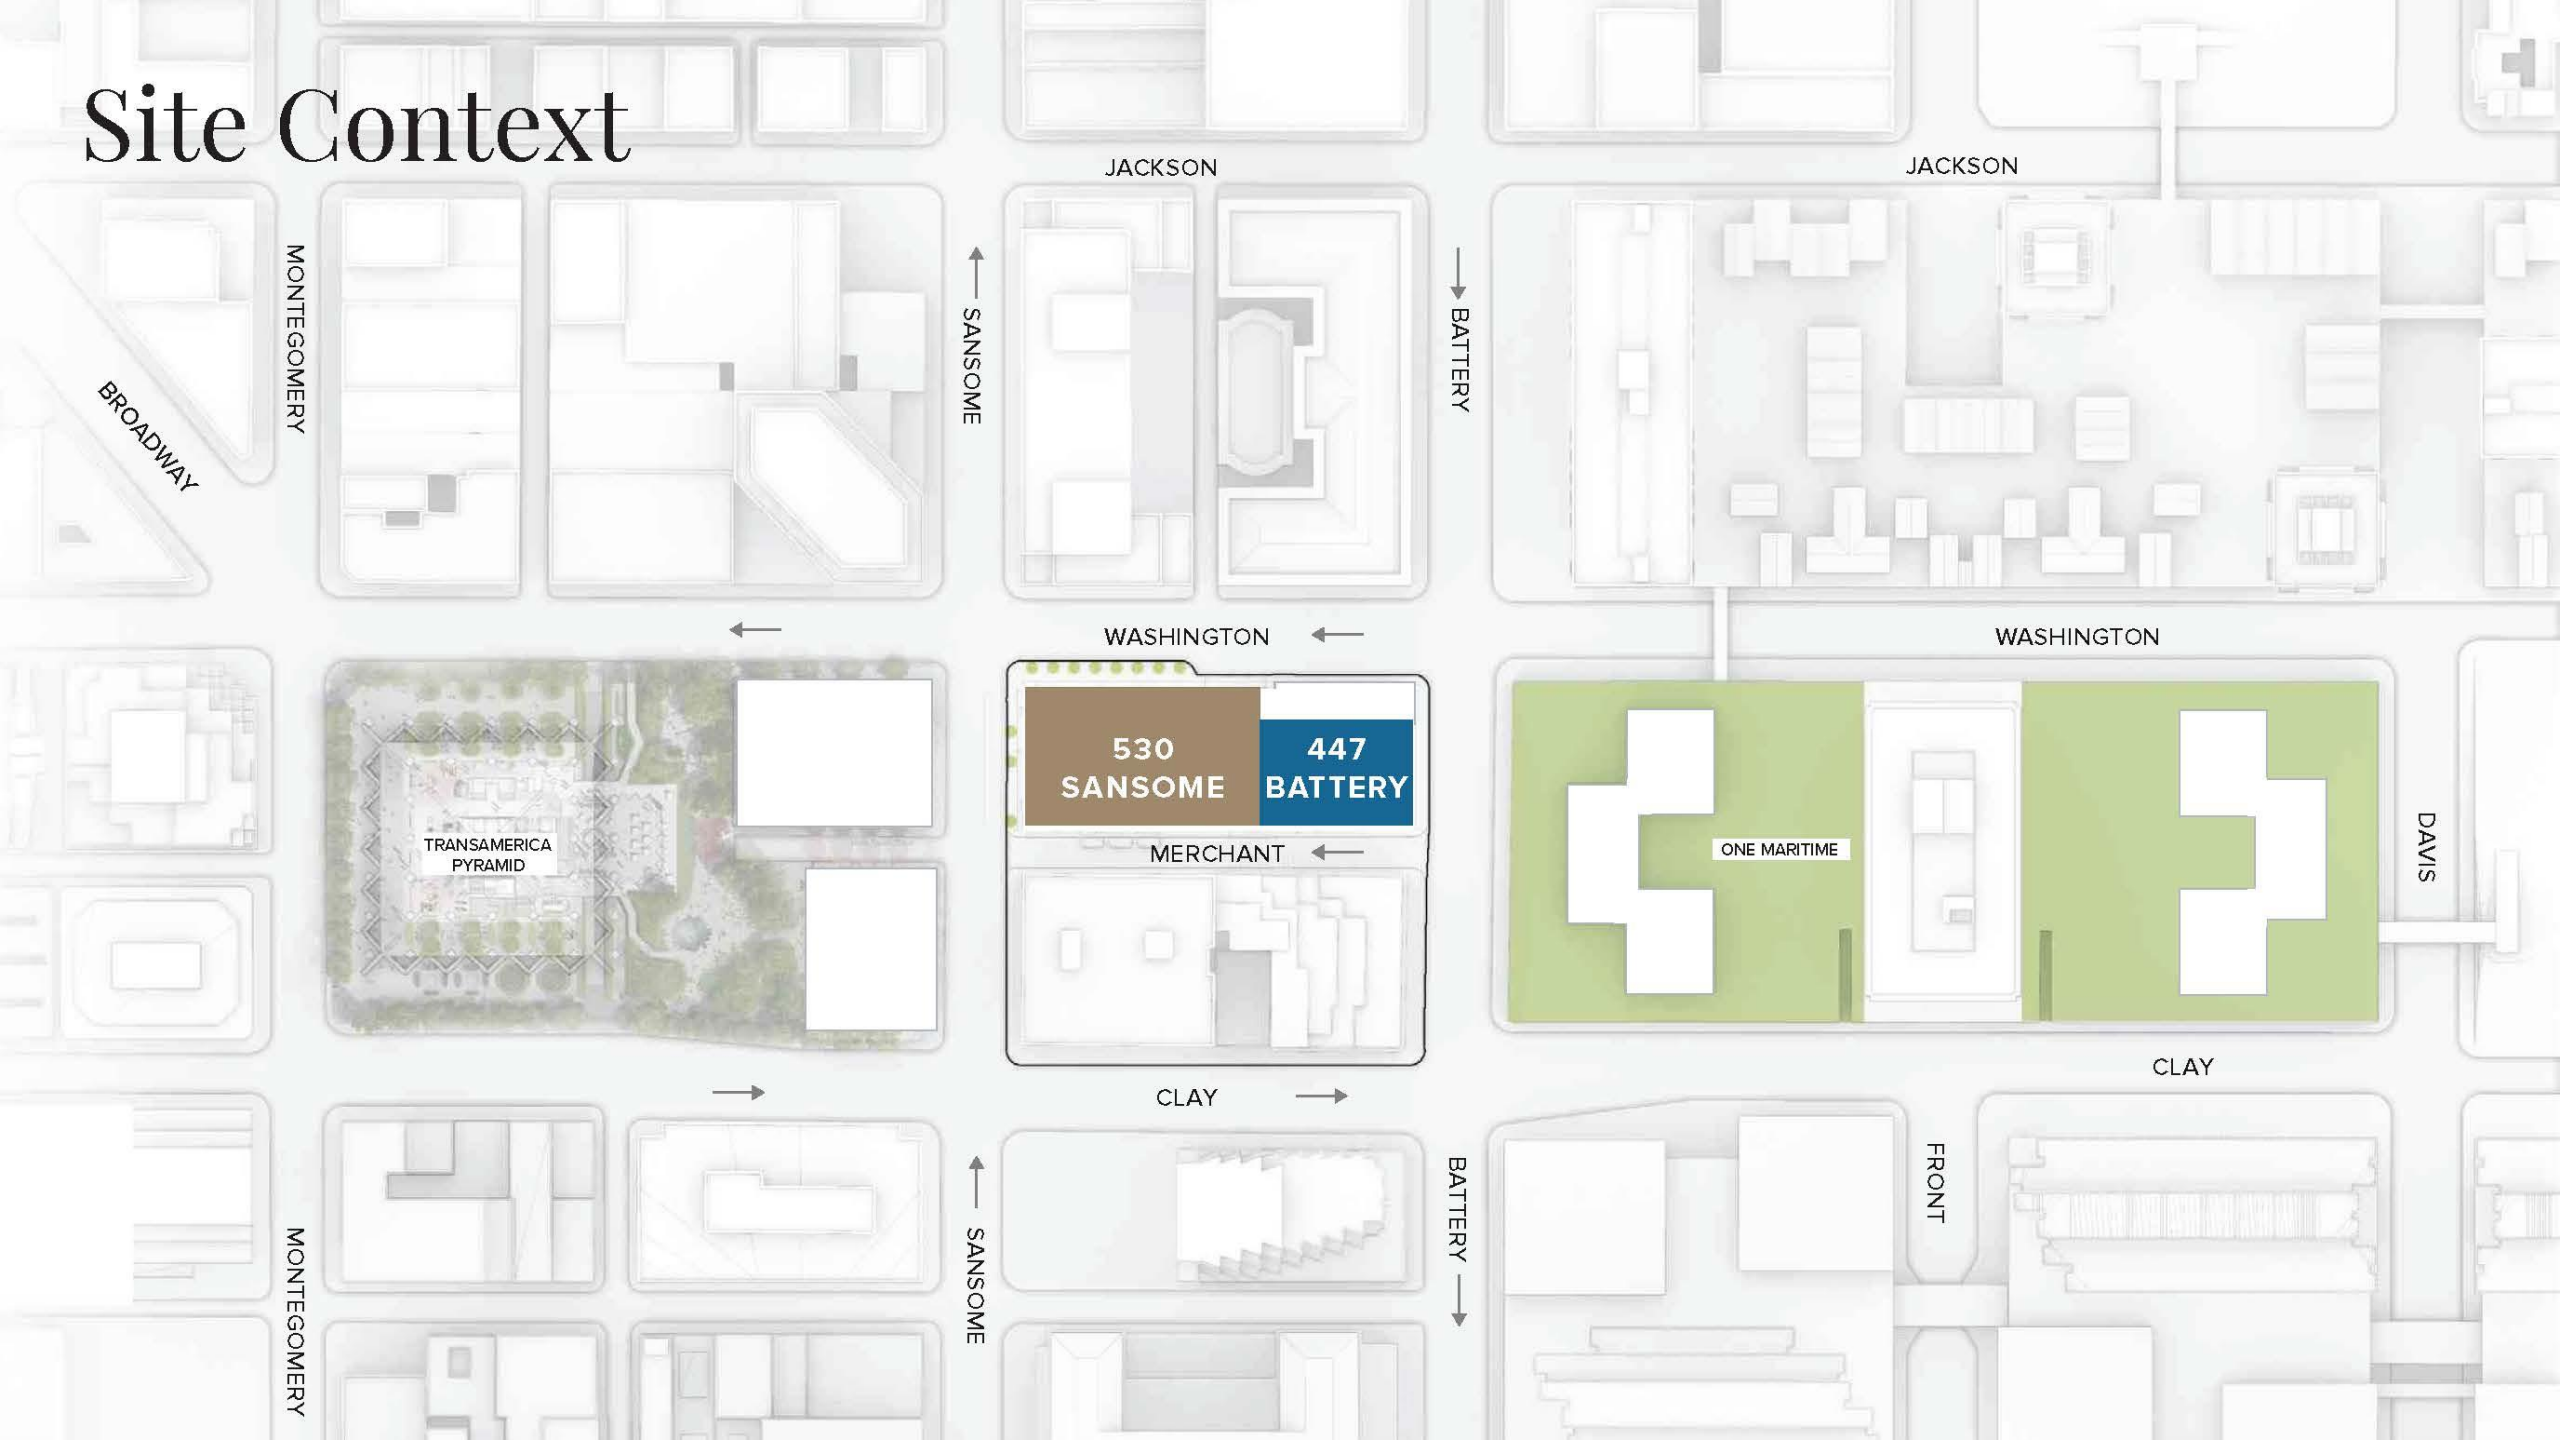 Site Context
JACKSON
JACKSON
MONTEGOMERY
SANSOME
BATTERY
BROADWAY
WASHINGTON
WASHINGTON
530
SANSOME
447
BATTERY
TRANSAMERICA
PYRAMID
MERCHANT
ONE MARITIME
DAVIS
CLAY
CLAY
MONTEGOMERY
SANSOME
BATTERY
FRONT